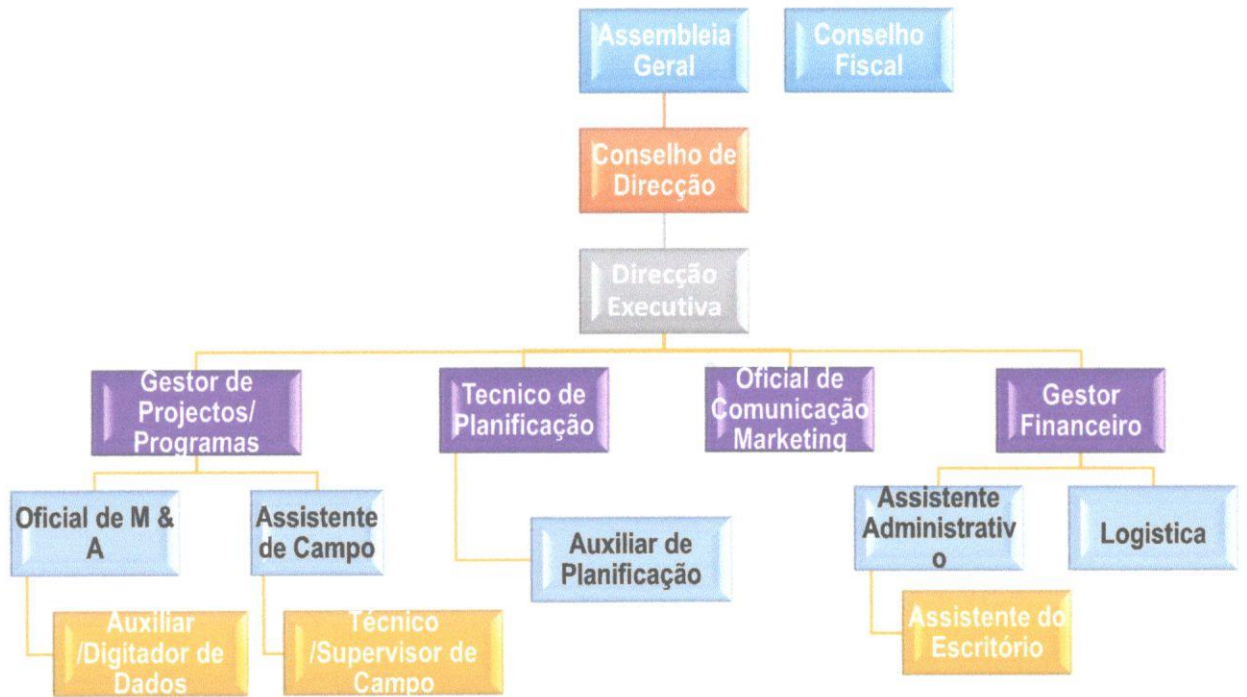 Assembleia
Geral
Conselho
Fiscal
Conselho de
Direcção
Direcção
Executiva
Gestor de
Projectos/
Programas
Tecnico de
Planificação
Oficial de
Comunicação
Marketing
Gestor
Financeiro
Oficial de M &
A
Assistente
de Campo
Auxiliar de
Planificação
Assistente
Administrativ
o
Logistica
Auxiliar
/Digitador de
Dados
Técnico
/Supervisor de
Campo
Assistente do
Escritório